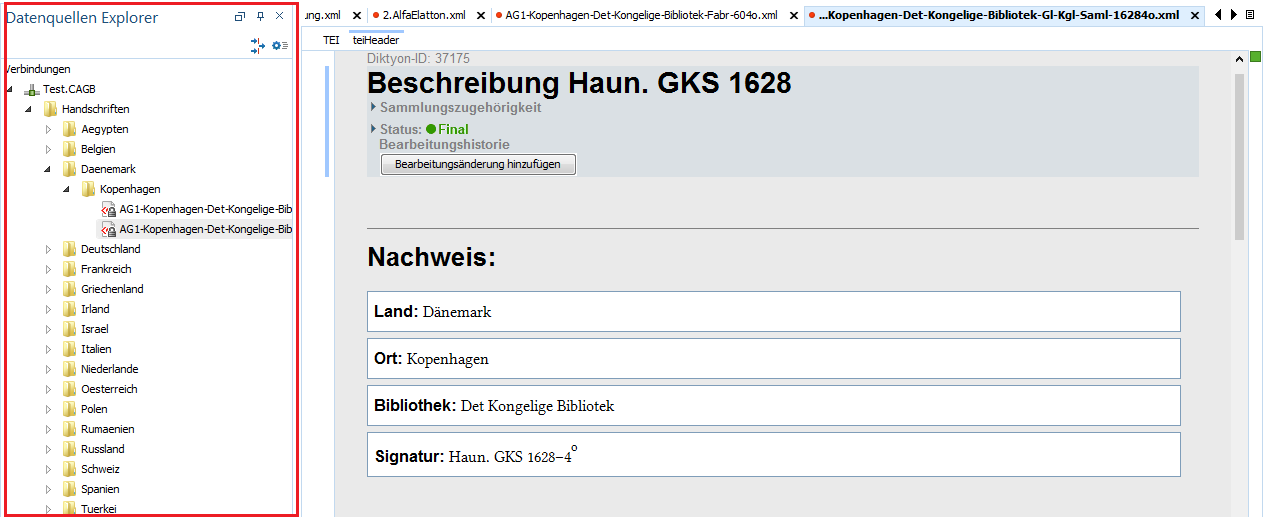 Datenquellen Explorer
Verbindungen
Test.CAGB
Handschriften
Aegypten
Belgien
Daenemark
Kopenhagen
AG1-Kopenhagen-Det-Kongelige-Bib
AG1-Kopenhagen-Det-Kongelige-Bib
Deutschland
Frankreich
Griechenland
Irland
Israel
Italien
Niederlande
Oesterreich
Polen
Rumaenien
Russland
Schweiz
Spanien
Tuerkei
ung.xml 2.AlfaElatton.xml AG1-Kopenhagen-Det-Kongelige-Bibliotek-Fabr-604o.xml ...Kopenhagen-Det-Kongelige-Bibliotek-Gl-Kgl-Saml-16284o.xml
TEI teiHeader
Diktyon-ID: 37175
Beschreibung Haun. GKS 1628
Sammlungszugehörigkeit
Status: Final
Bearbeitungshistorie
Bearbeitungsänderung hinzufügen
Nachweis:
Land: Dänemark
Ort: Kopenhagen
Bibliothek: Det Kongelige Bibliotek
Signatur: Haun. GKS 1628–4º